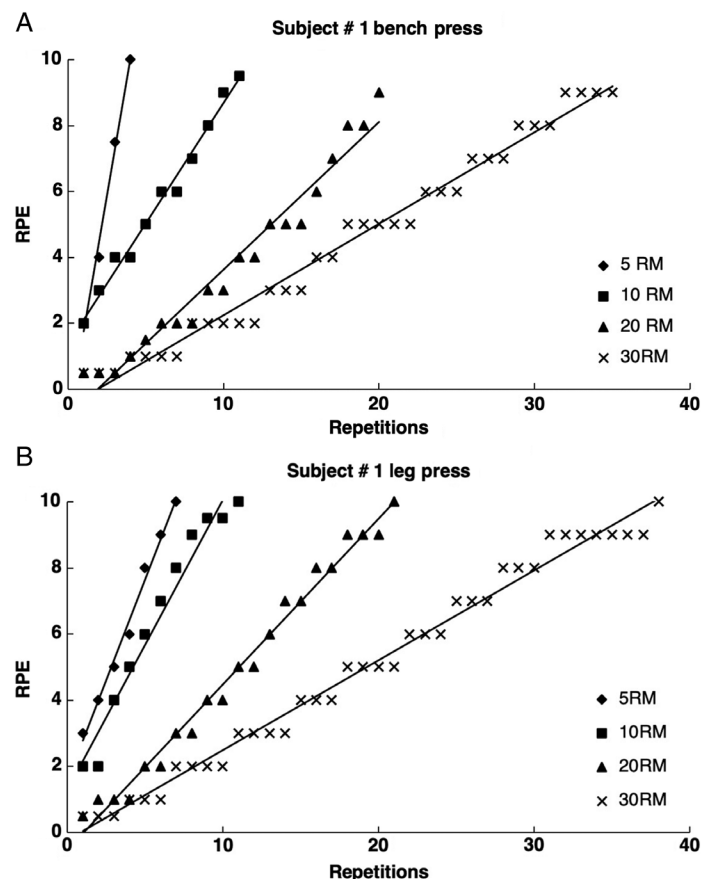 A
Subject # 1 bench press
10
8
6
4
2
0
RPE
5 RM
10 RM
20 RM
30RM
0 10 20 30 40
Repetitions
B
Subject # 1 leg press
10
8
6
4
2
0
RPE
5RM
10RM
20RM
30RM
0 10 20 30 40
Repetitions